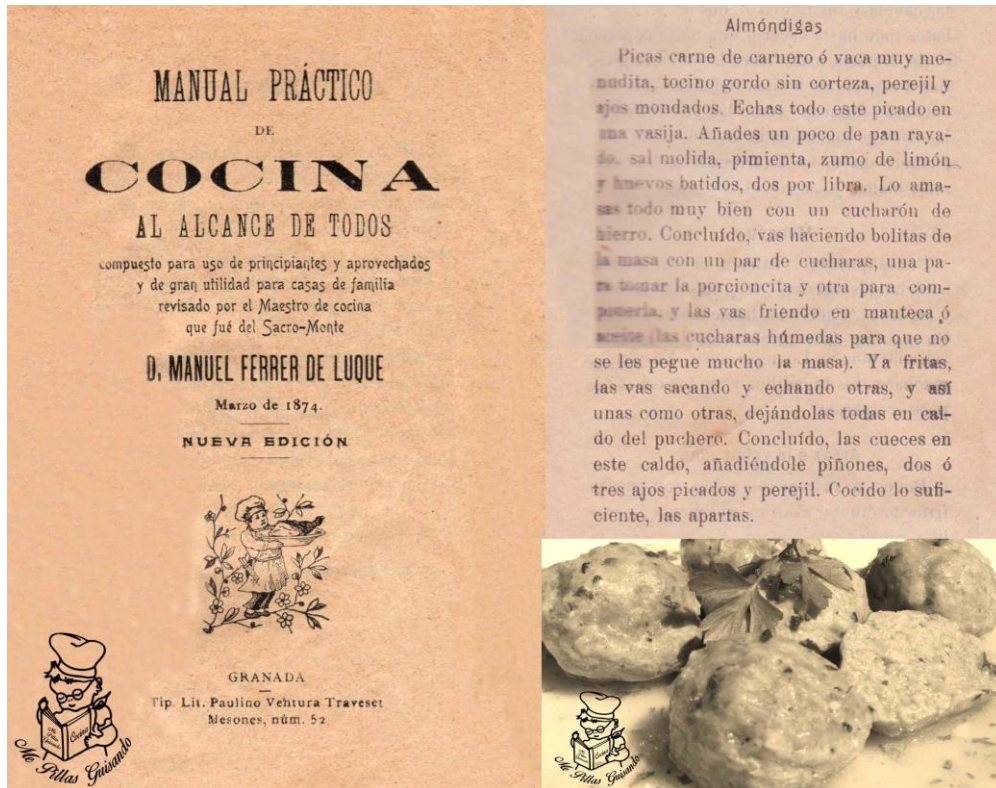 MANUAL PRÁCTICO
DE
COCINA
AL ALCANCE DE TODOS
compuesto para uso de principiantes y aprovechados
y de gran utilidad para casas de familia
revisado por el Maestro de cocina
que fué del Sacro-Monte
D. MANUEL FERRER DE LUQUE
Marzo de 1874.
NUEVA EDICIÓN
GRANADA
Tip. Lit. Paulino Ventura Traveset
Mesones, núm. 52
Cocina
Me Pillas Guisando
Almóndigas
Picas carne de carnero ó vaca muy me-
nudita, tocino gordo sin corteza, perejil y
ajos mondados. Echas todo este picado en
una vasija. Añades un poco de pan raya-
do, sal molida, pimienta, zumo de limón
y huevos batidos, dos por libra. Lo ama-
sas todo muy bien con un cucharón de
hierro. Concluído, vas haciendo bolitas de
la masa con un par de cucharas, una pa-
ra tomar la porcioncita y otra para com-
ponerla, y las vas friendo en manteca ó
aceite (las cucharas húmedas para que no
se les pegue mucho la masa). Ya fritas,
las vas sacando y echando otras, y así
unas como otras, dejándolas todas en cal-
do del puchero. Concluído, las cueces en
este caldo, añadiéndole piñones, dos ó
tres ajos picados y perejil. Cocido lo sufi-
ciente, las apartas.
Me Pillas Guisando